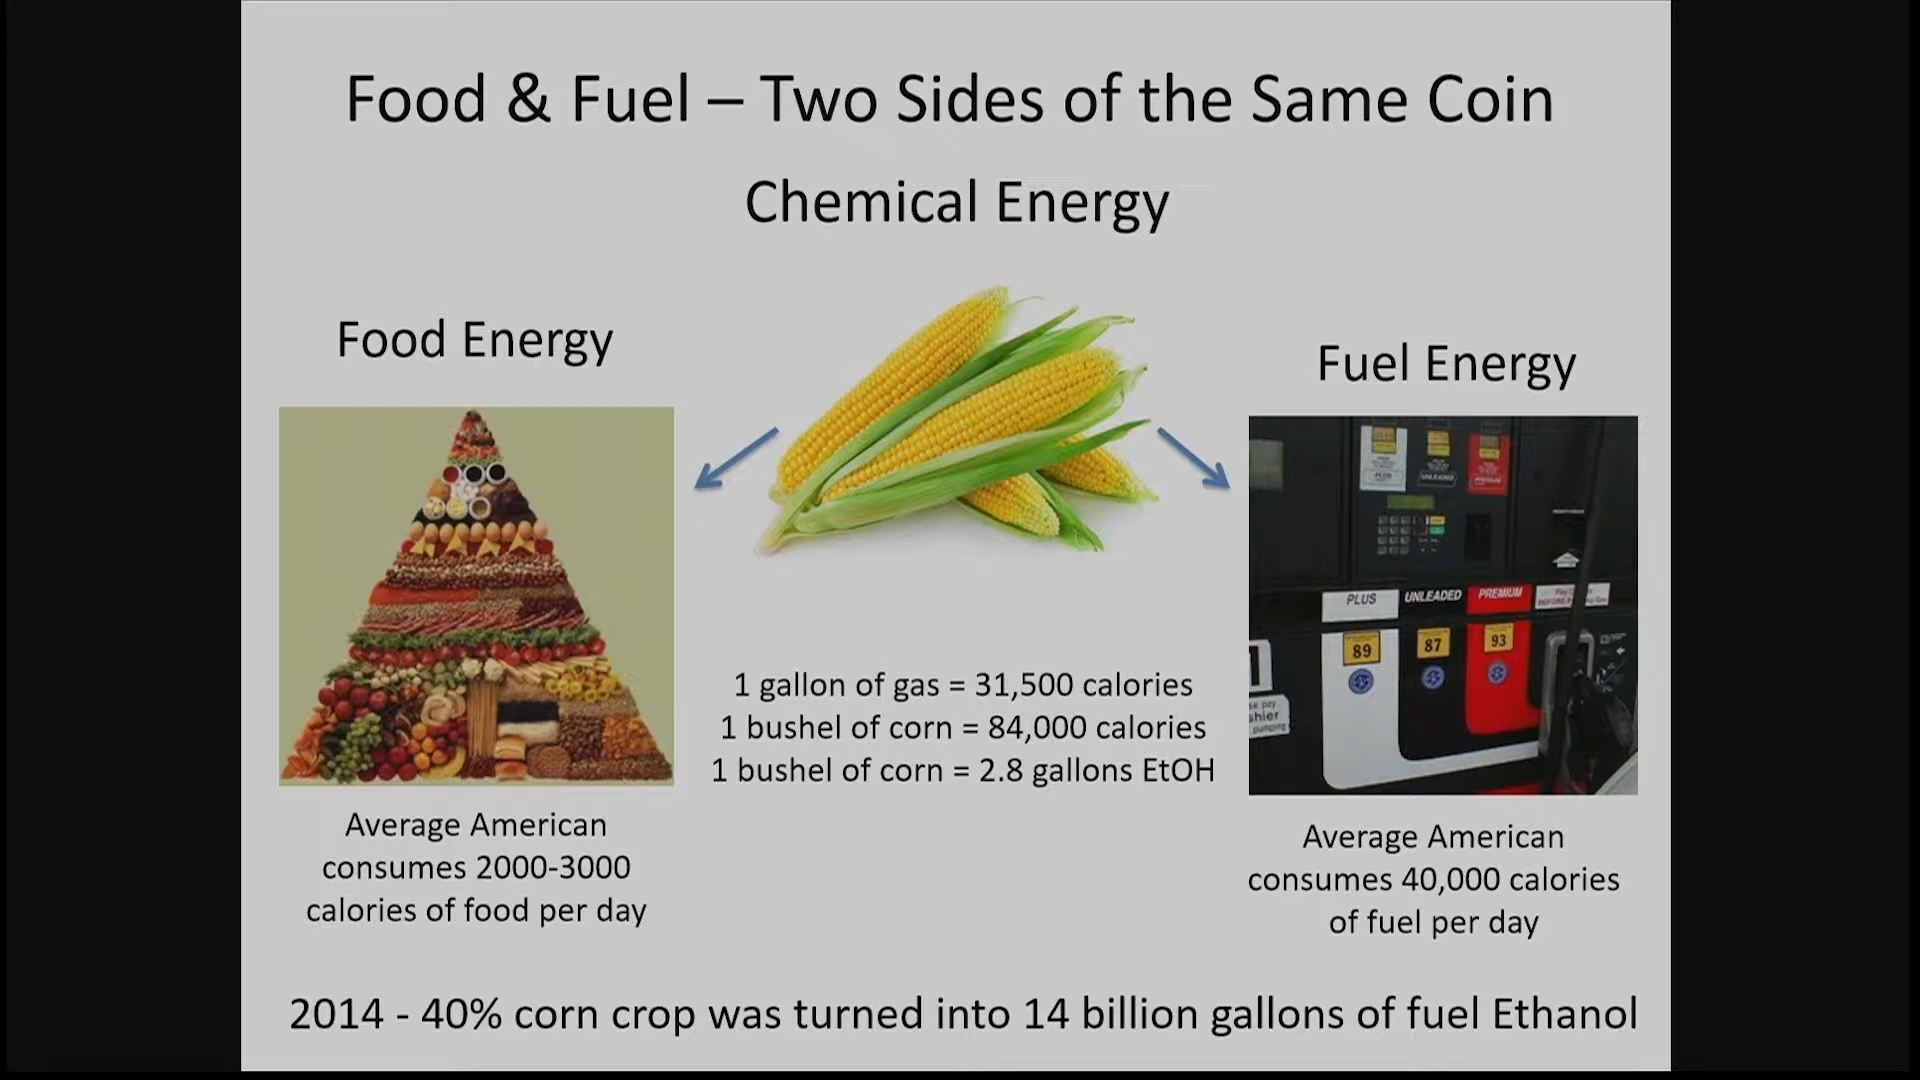 Food & Fuel – Two Sides of the Same Coin
Chemical Energy
Food Energy
Fuel Energy
PLUS
UNLEADED
PREMIUM
89
87
93
1 gallon of gas = 31,500 calories
1 bushel of corn = 84,000 calories
1 bushel of corn = 2.8 gallons EtOH
Average American
consumes 2000-3000
calories of food per day
Average American
consumes 40,000 calories
of fuel per day
2014 - 40% corn crop was turned into 14 billion gallons of fuel Ethanol